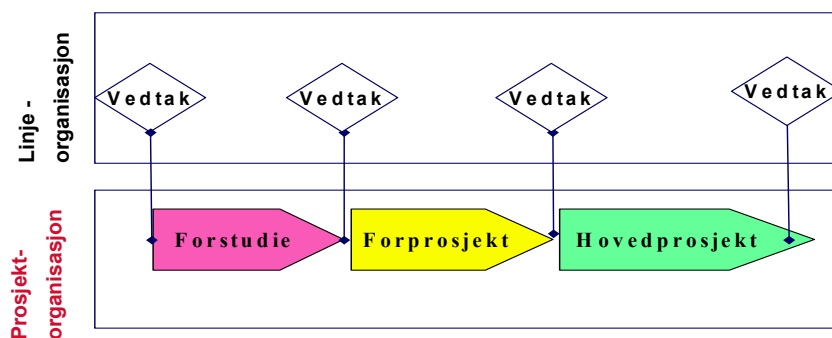 Linje -
organisasjon
Vedtak
Vedtak
Vedtak
Vedtak
Prosjekt-
organisasjon
Forstudie
Forprosjekt
Hovedprosjekt